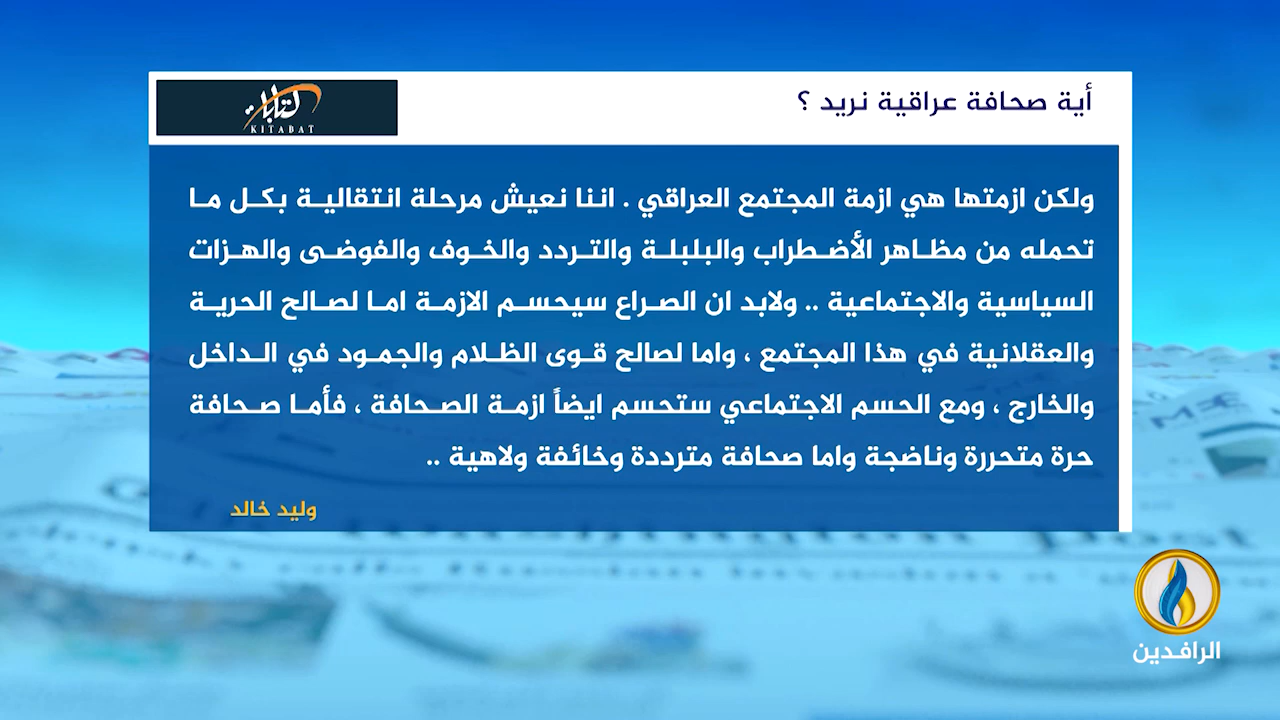 أية صحافة عراقية نريد ؟
كتابات
KITABAT
ولكن ازمتها هي ازمة المجتمع العراقي . اننا نعيش مرحلة انتقالية بكل ما
تحمله من مظاهر الأضطراب والبلبلة والتردد والخوف والفوضى والهزات
السياسية والاجتماعية .. ولابد ان الصراع سيحسم الازمة اما لصالح الحرية
والعقلانية في هذا المجتمع ، واما لصالح قوى الظلام والجمود في الداخل
والخارج ، ومع الحسم الاجتماعي ستحسم ايضاً ازمة الصحافة ، فأما صحافة
حرة متحررة وناضجة واما صحافة مترددة وخائفة ولاهية ..
وليد خالد
الرافدين